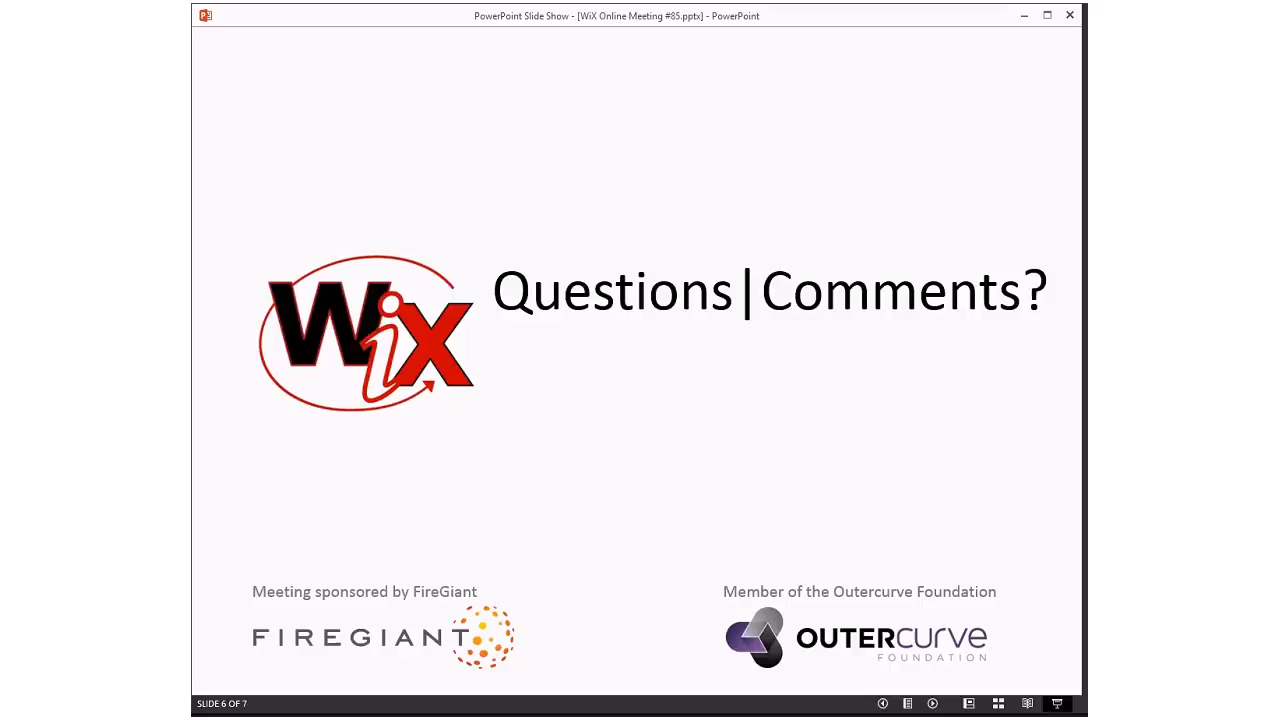 PowerPoint Slide Show - [WiX Online Meeting #85.pptx] - PowerPoint
WiX
Questions|Comments?
Meeting sponsored by FireGiant
FIREGIANT
Member of the Outercurve Foundation
OUTERCURVE
FOUNDATION
SLIDE 6 OF 7